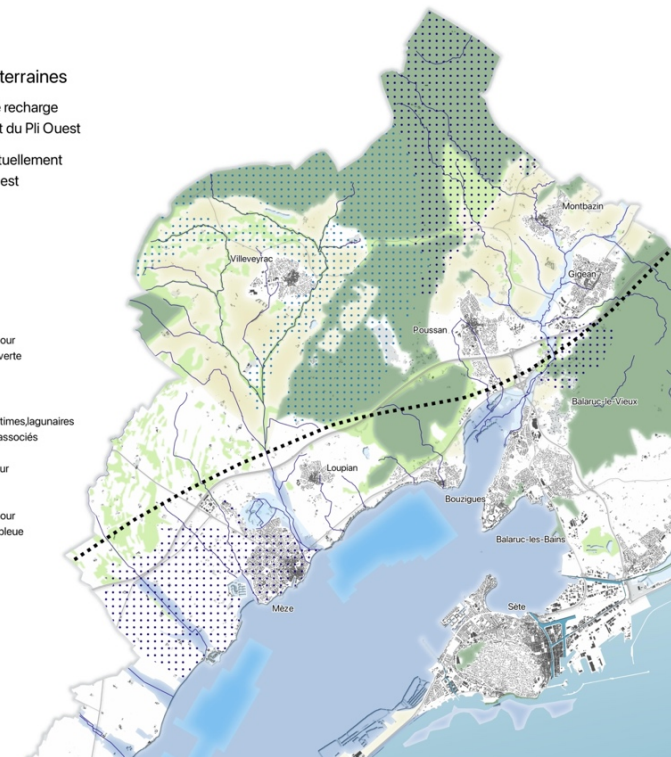 terraines
recharge
t du Pli Ouest
tuellement
est
our
verte
times,lagunaires
associés
ur
our
bleue
Montbazin
Villeveyrac
Gigean
Poussan
Balaruc-le-Vieux
Loupian
Bouzigues
Balaruc-les-Bains
Mèze
Sète